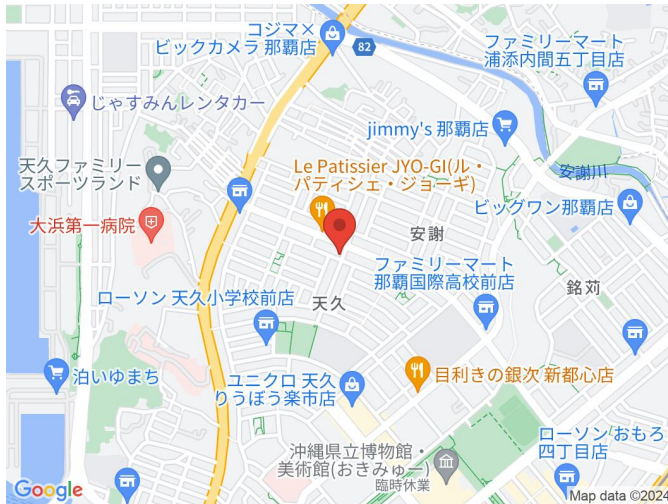 コジマ×
ビックカメラ 那覇店
82
ファミリーマート
浦添内間五丁目店
じゃすみんレンタカー
jimmy's 那覇店
天久ファミリー
スポーツランド
Le Patissier JYO-GI(ル・
パティシェ・ジョーギ)
安謝川
ビッグワン那覇店
大浜第一病院
安謝
ファミリーマート
那覇国際高校前店
銘苅
ローソン 天久小学校前店
天久
泊いゆまち
ユニクロ 天久
りうぼう楽市店
目利きの銀次 新都心店
沖縄県立博物館・
美術館(おきみゅー)
臨時休業
ローソン おもろ
四丁目店
Google
Map data ©2024